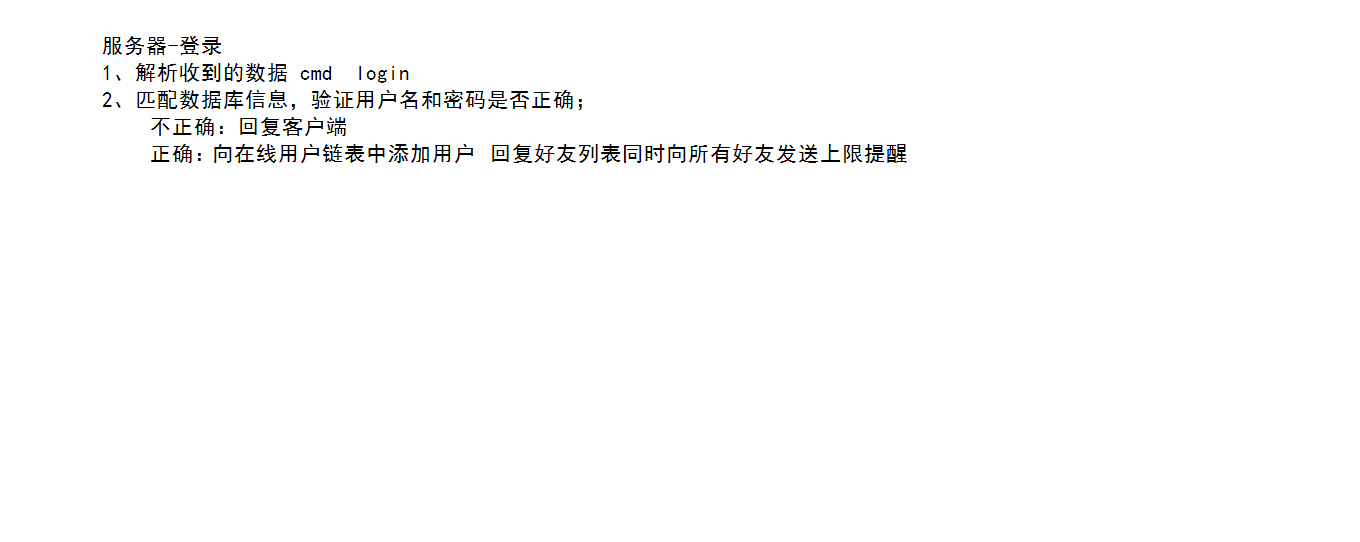 服务器-登录
1、解析收到的数据 cmd  login
2、匹配数据库信息，验证用户名和密码是否正确；
不正确：回复客户端
正确：向在线用户链表中添加用户 回复好友列表同时向所有好友发送上限提醒